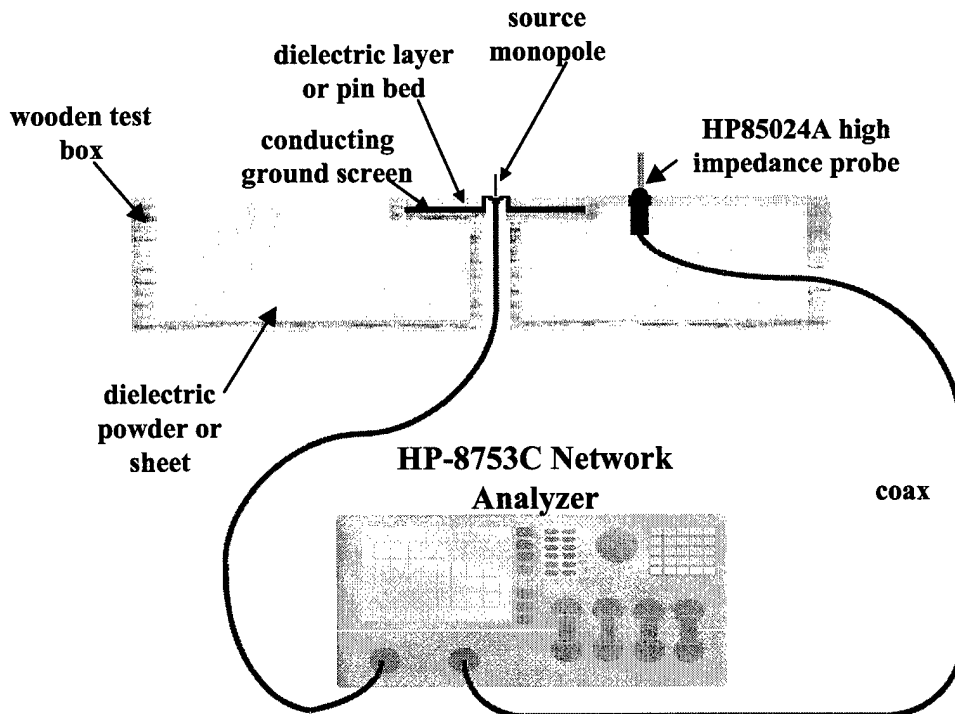 source
monopole
dielectric layer
or pin bed
wooden test
box
conducting
ground screen
HP85024A high
impedance probe
dielectric
powder or
sheet
HP-8753C Network
Analyzer
coax